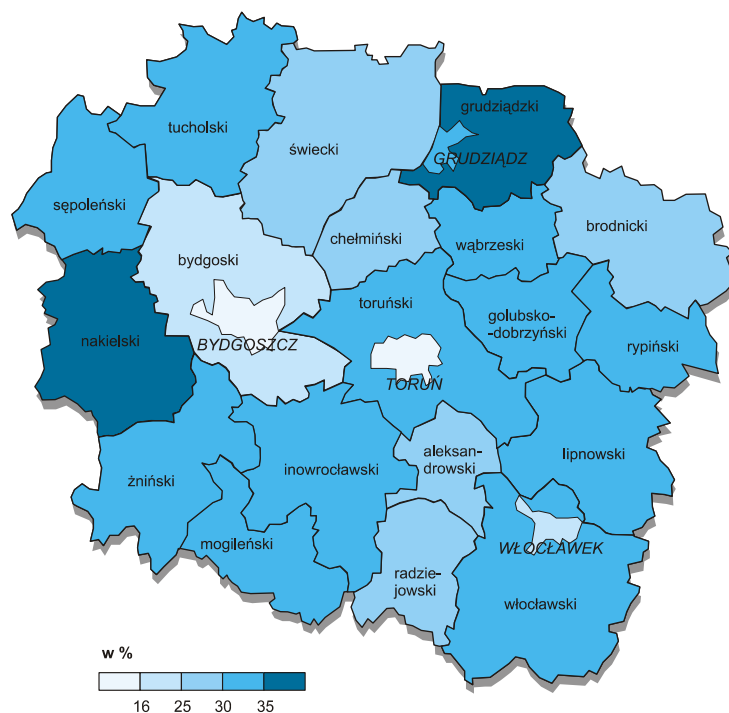 grudziądzki
tucholski
świecki
GRUDZIĄDZ
sępoleński
brodnicki
chełmiński
wąbrzeski
bydgoski
toruński
golubsko-
-dobrzyński
nakielski
BYDGOSZCZ
rypiński
TORUŃ
aleksan-
drowski
lipnowski
żniński
inowrocławski
mogileński
WŁOCŁAWEK
radzie-
jowski
włocławski
w %
16 25 30 35